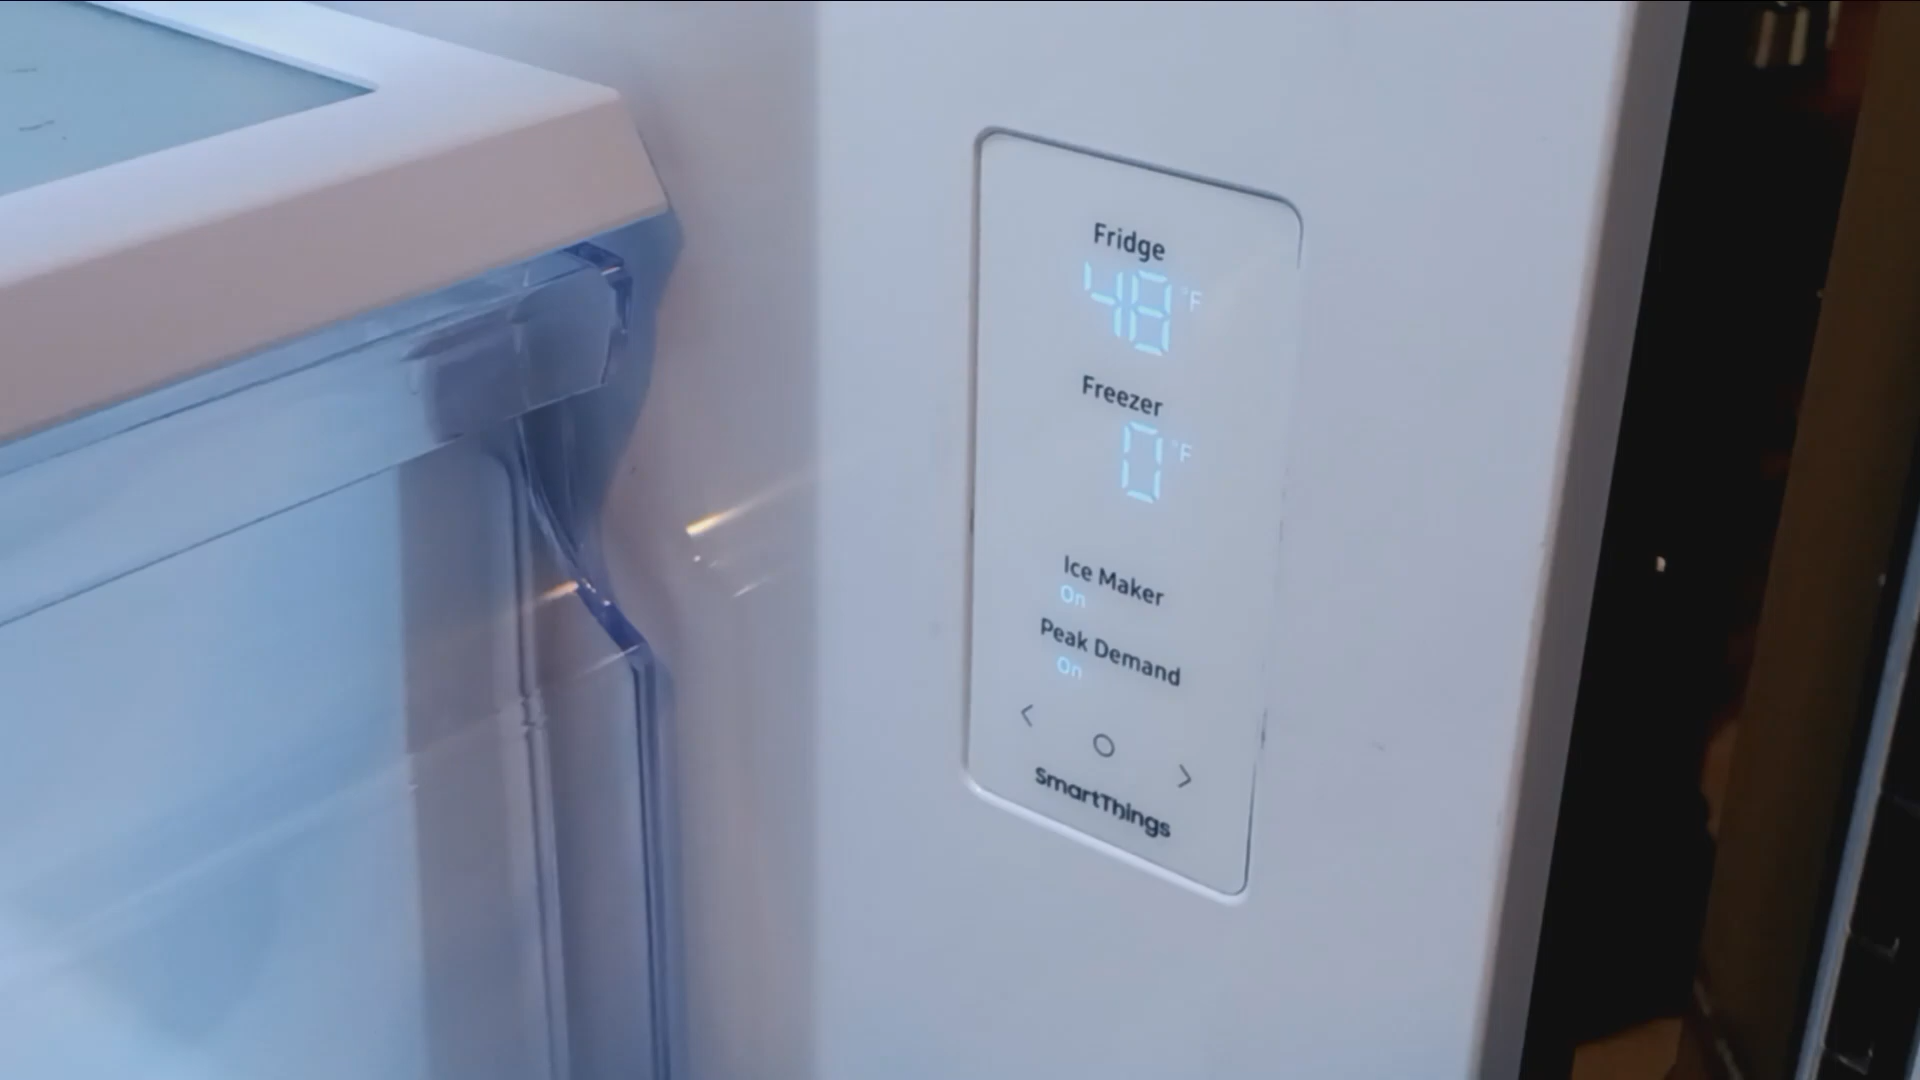 Fridge
48 °F
Freezer
0 °F
Ice Maker
On
Peak Demand
On
SmartThings